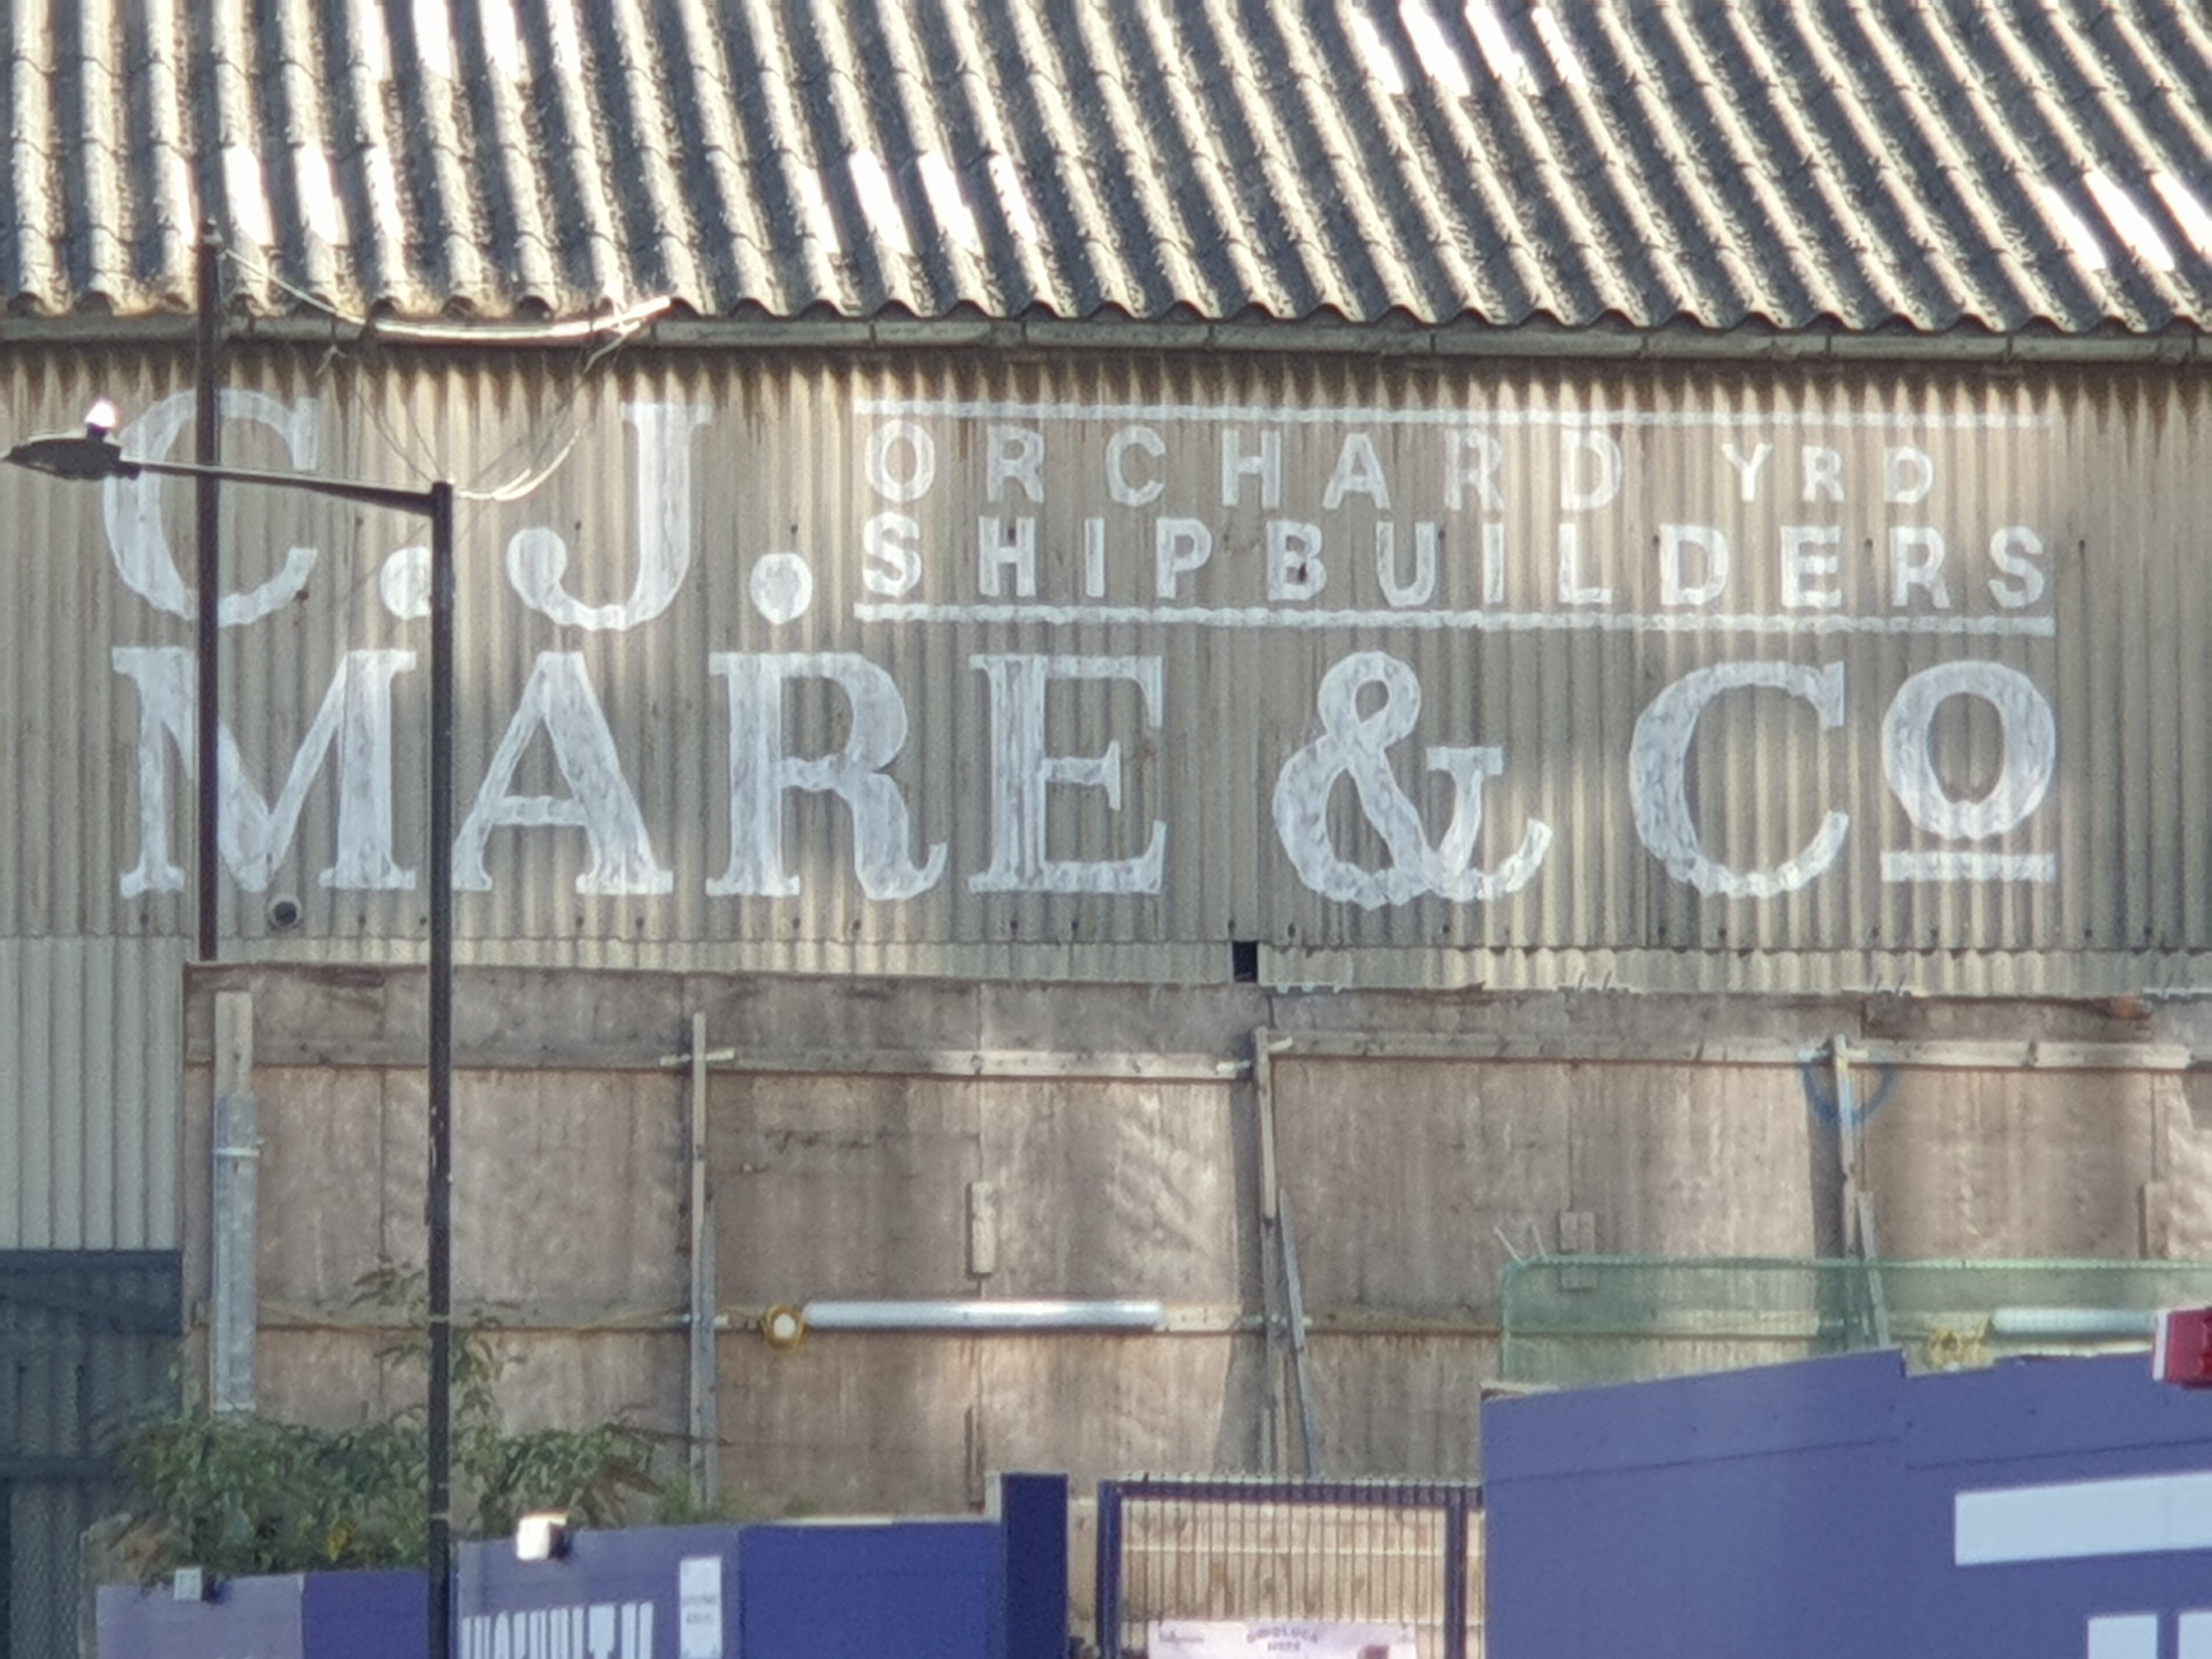 C. J.
ORCHARD YRD
SHIPBUILDERS
MARE & Co